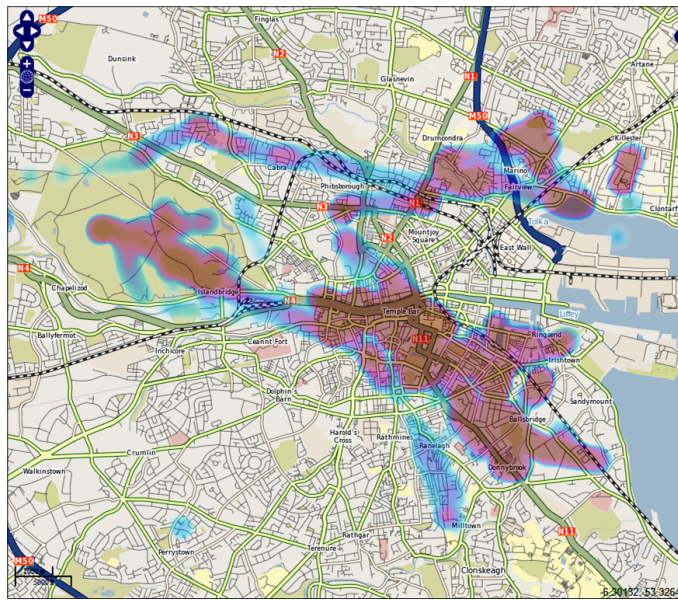 M50
Finglas
N2
Dunsink
Artane
Glasnevin
N1
M50
N3
Drumcondra
Killester
Cabra
Marino
Phibsborough
Fairview
N3
N1
Clontarf
Tolka
Mountjoy
Square
N2
East Wall
N4
Chapelizod
Islandbridge
N4
Temple Bar
Liffey
Ballyfermot
Ceannt Fort
N11
Ringsend
Inchicore
Irishtown
Dolphin's
Barn
Sandymount
Ballsbridge
Harold's
Cross
Rathmines
Ranelagh
Crumlin
Walkinstown
Donnybrook
Milltown
N11
Perrystown
Rathgar
Terenure
M50
Clonskeagh
-6.30132, 53.3264